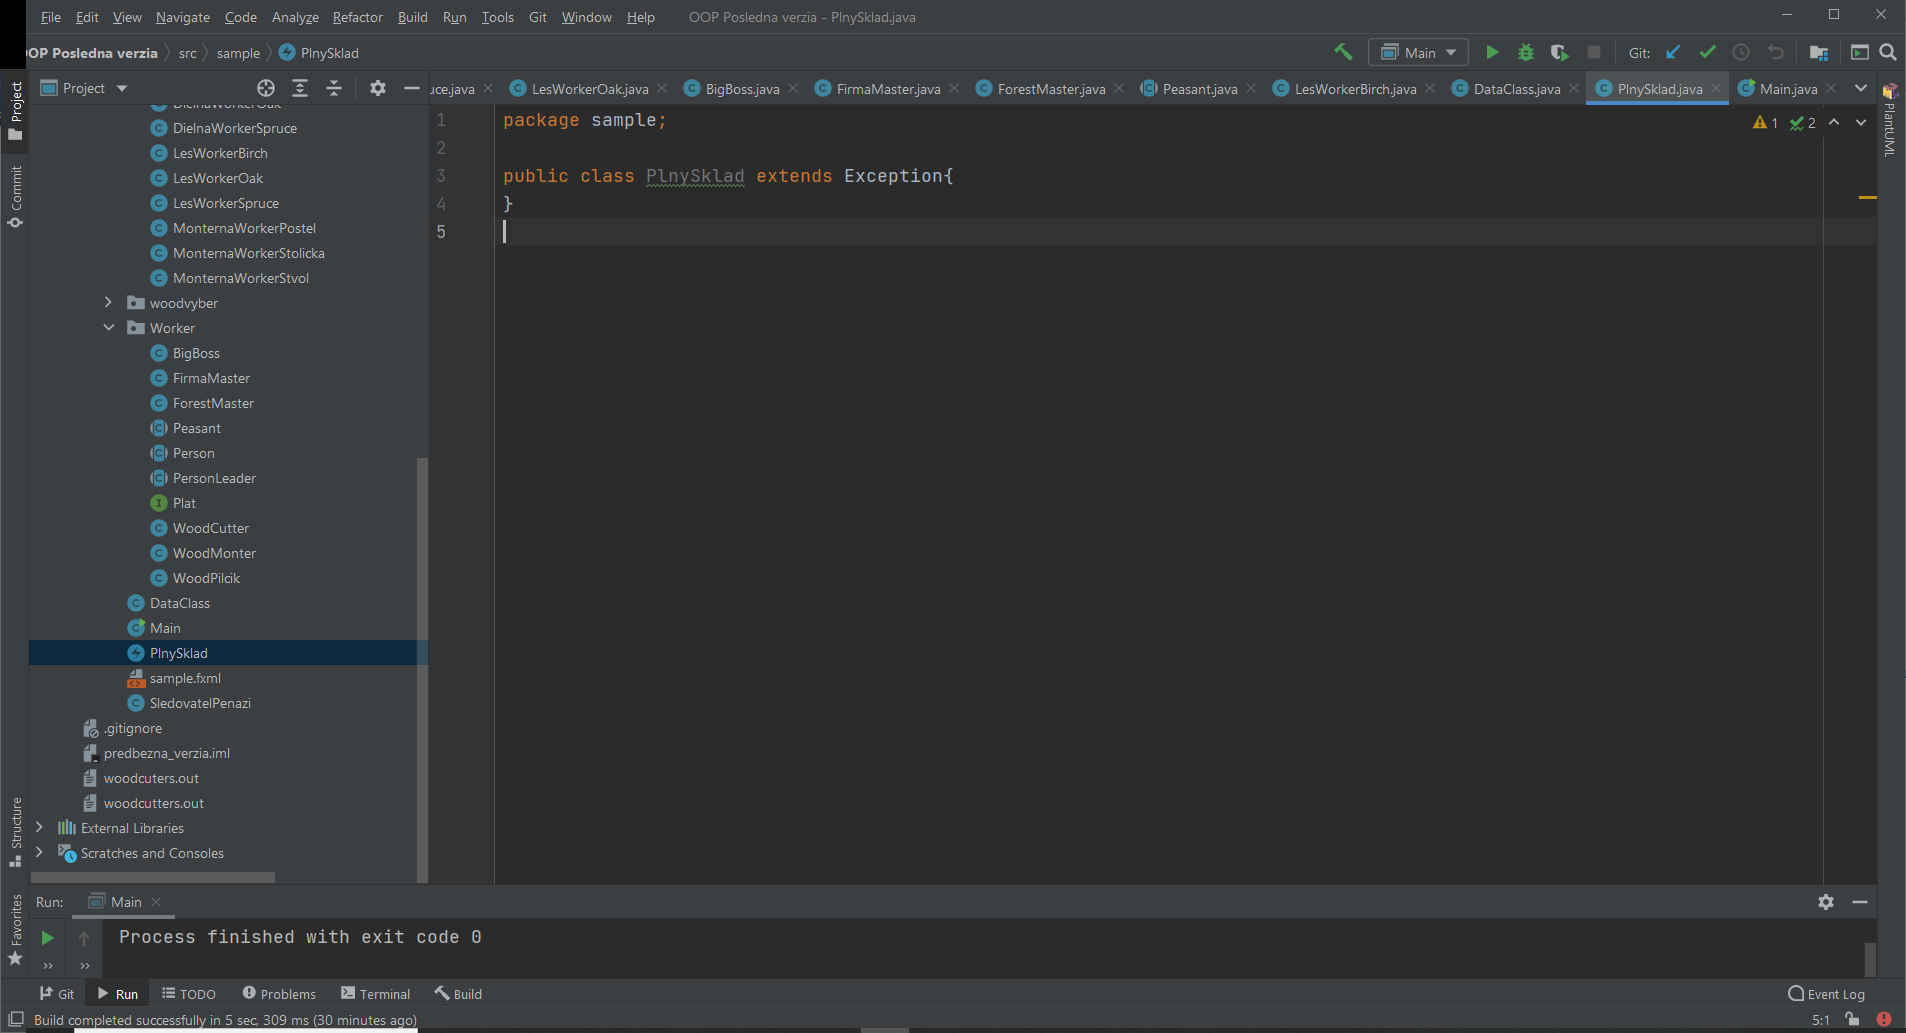 File Edit View Navigate Code Analyze Refactor Build Run Tools Git Window Help OOP Posledna verzia - PlnySklad.java
OOP Posledna verzia src sample PlnySklad Main Git:
Project
Project uce.java LesWorkerOak.java BigBoss.java FirmaMaster.java ForestMaster.java Peasant.java LesWorkerBirch.java DataClass.java PlnySklad.java Main.java
PlantUML
Commit
DielnaWorkerOak
DielnaWorkerSpruce
LesWorkerBirch
LesWorkerOak
LesWorkerSpruce
MonternaWorkerPostel
MonternaWorkerStolicka
MonternaWorkerStvol
woodvyber
Worker
BigBoss
FirmaMaster
ForestMaster
Peasant
Person
PersonLeader
Plat
WoodCutter
WoodMonter
WoodPilcik
DataClass
Main
PlnySklad
sample.fxml
SledovatelPenazi
.gitignore
predbezna_verzia.iml
woodcuters.out
woodcutters.out
External Libraries
Scratches and Consoles
1 package sample;
2
3 public class PlnySklad extends Exception{
4 }
5
1 2
Structure
Favorites
Run: Main
Process finished with exit code 0
Git Run TODO Problems Terminal Build Event Log
Build completed successfully in 5 sec, 309 ms (30 minutes ago) 5:1